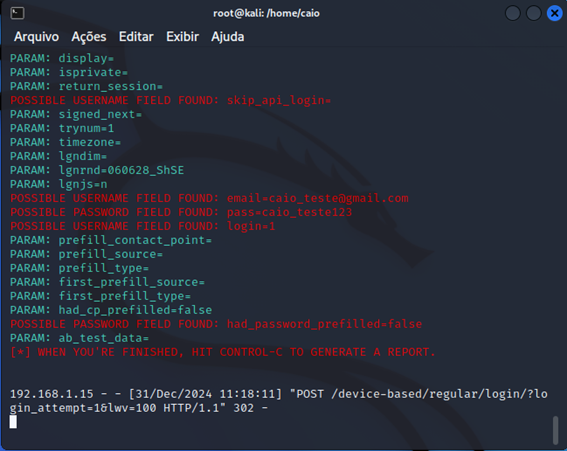 root@kali: /home/caio
Arquivo Ações Editar Exibir Ajuda
PARAM: display=
PARAM: isprivate=
PARAM: return_session=
POSSIBLE USERNAME FIELD FOUND: skip_api_login=
PARAM: signed_next=
PARAM: trynum=1
PARAM: timezone=
PARAM: lgndim=
PARAM: lgnrnd=060628_ShSE
PARAM: lgnjs=n
POSSIBLE USERNAME FIELD FOUND: email=caio_teste@gmail.com
POSSIBLE PASSWORD FIELD FOUND: pass=caio_teste123
POSSIBLE USERNAME FIELD FOUND: login=1
PARAM: prefill_contact_point=
PARAM: prefill_source=
PARAM: prefill_type=
PARAM: first_prefill_source=
PARAM: first_prefill_type=
PARAM: had_cp_prefilled=false
POSSIBLE PASSWORD FIELD FOUND: had_password_prefilled=false
PARAM: ab_test_data=
[*] WHEN YOU'RE FINISHED, HIT CONTROL-C TO GENERATE A REPORT.
192.168.1.15 - - [31/Dec/2024 11:18:11] "POST /device-based/regular/login/?lo
gin_attempt=1&lwv=100 HTTP/1.1" 302 -